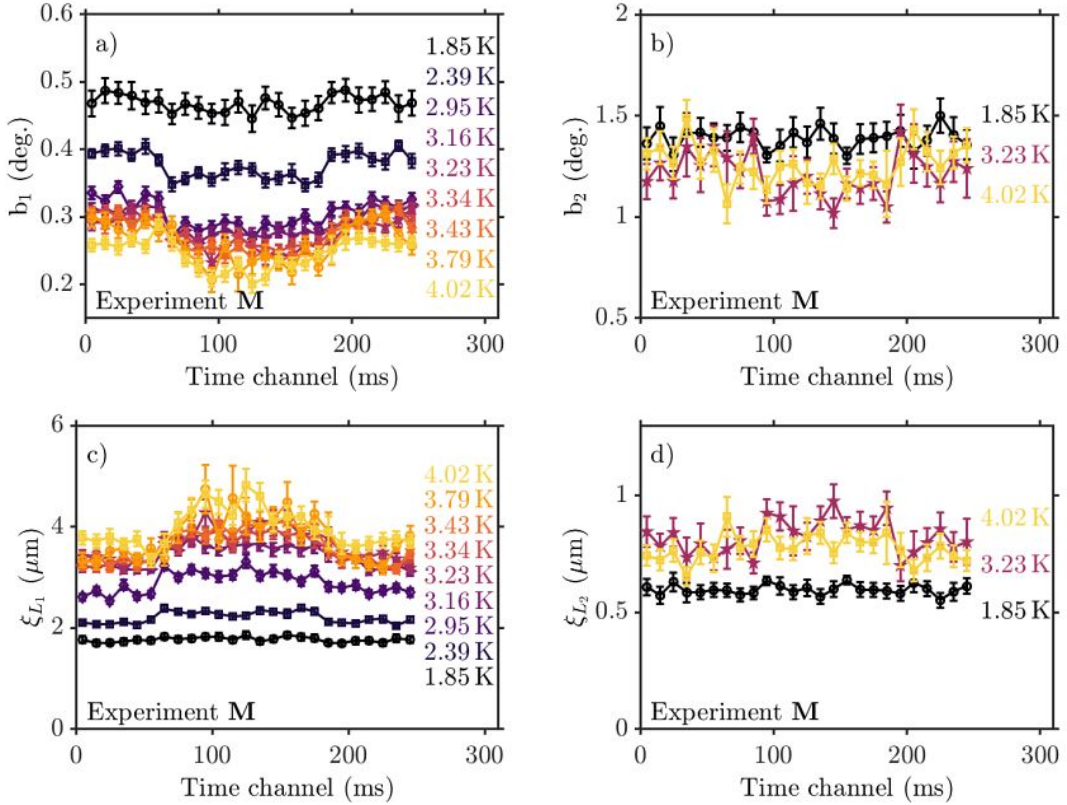 a)
1.85 K
2.39 K
2.95 K
3.16 K
3.23 K
3.34 K
3.43 K
3.79 K
4.02 K
0.6
0.5
0.4
0.3
0.2
b₁ (deg.)
Experiment M
0 100 200 300
Time channel (ms)
b)
1.85 K
3.23 K
4.02 K
2
1.5
1
0.5
b₂ (deg.)
Experiment M
0 100 200 300
Time channel (ms)
c)
4.02 K
3.79 K
3.43 K
3.34 K
3.23 K
3.16 K
2.95 K
2.39 K
1.85 K
6
4
2
0
ξL₁ (μm)
Experiment M
0 100 200 300
Time channel (ms)
d)
4.02 K
3.23 K
1.85 K
1
0.5
0
ξL₂ (μm)
Experiment M
0 100 200 300
Time channel (ms)